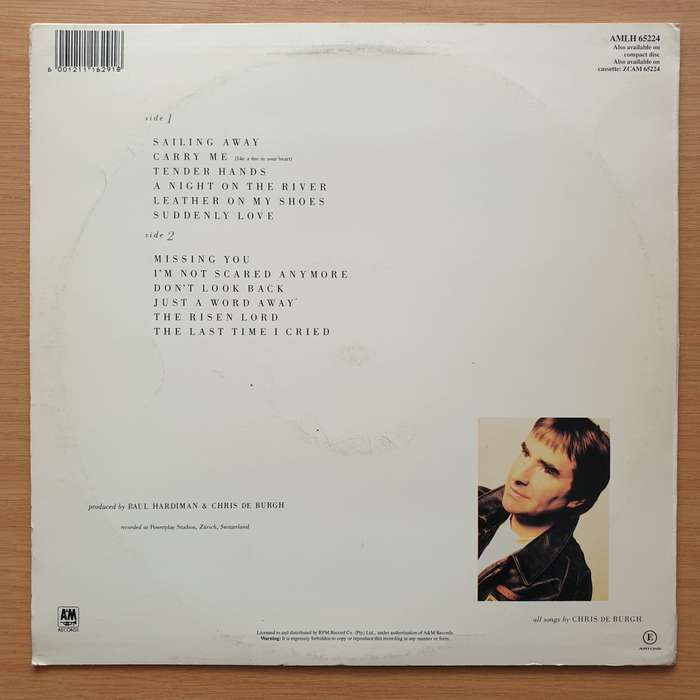 AMLH 65224
Also available on
compact disc
Also available on
cassette: ZCAM 65224
6 001211 162918
side 1
SAILING AWAY
CARRY ME (like a fire in your heart)
TENDER HANDS
A NIGHT ON THE RIVER
LEATHER ON MY SHOES
SUDDENLY LOVE
side 2
MISSING YOU
I'M NOT SCARED ANYMORE
DON'T LOOK BACK
JUST A WORD AWAY
THE RISEN LORD
THE LAST TIME I CRIED
produced by PAUL HARDIMAN & CHRIS DE BURGH
recorded at Powerplay Studios, Zürich, Switzerland
all songs by CHRIS DE BURGH
A&M
RECORDS
Licensed to and distributed by RPM Record Co. (Pty) Ltd., under authorization of A&M Records.
Warning: It is expressly forbidden to copy or reproduce this recording in any manner or form.
E